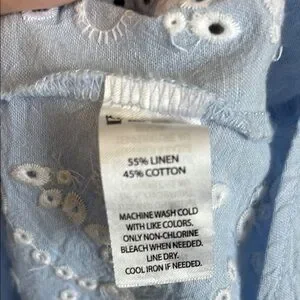 55% LINEN
45% COTTON
MACHINE WASH COLD
WITH LIKE COLORS.
ONLY NON-CHLORINE
BLEACH WHEN NEEDED.
LINE DRY.
COOL IRON IF NEEDED.